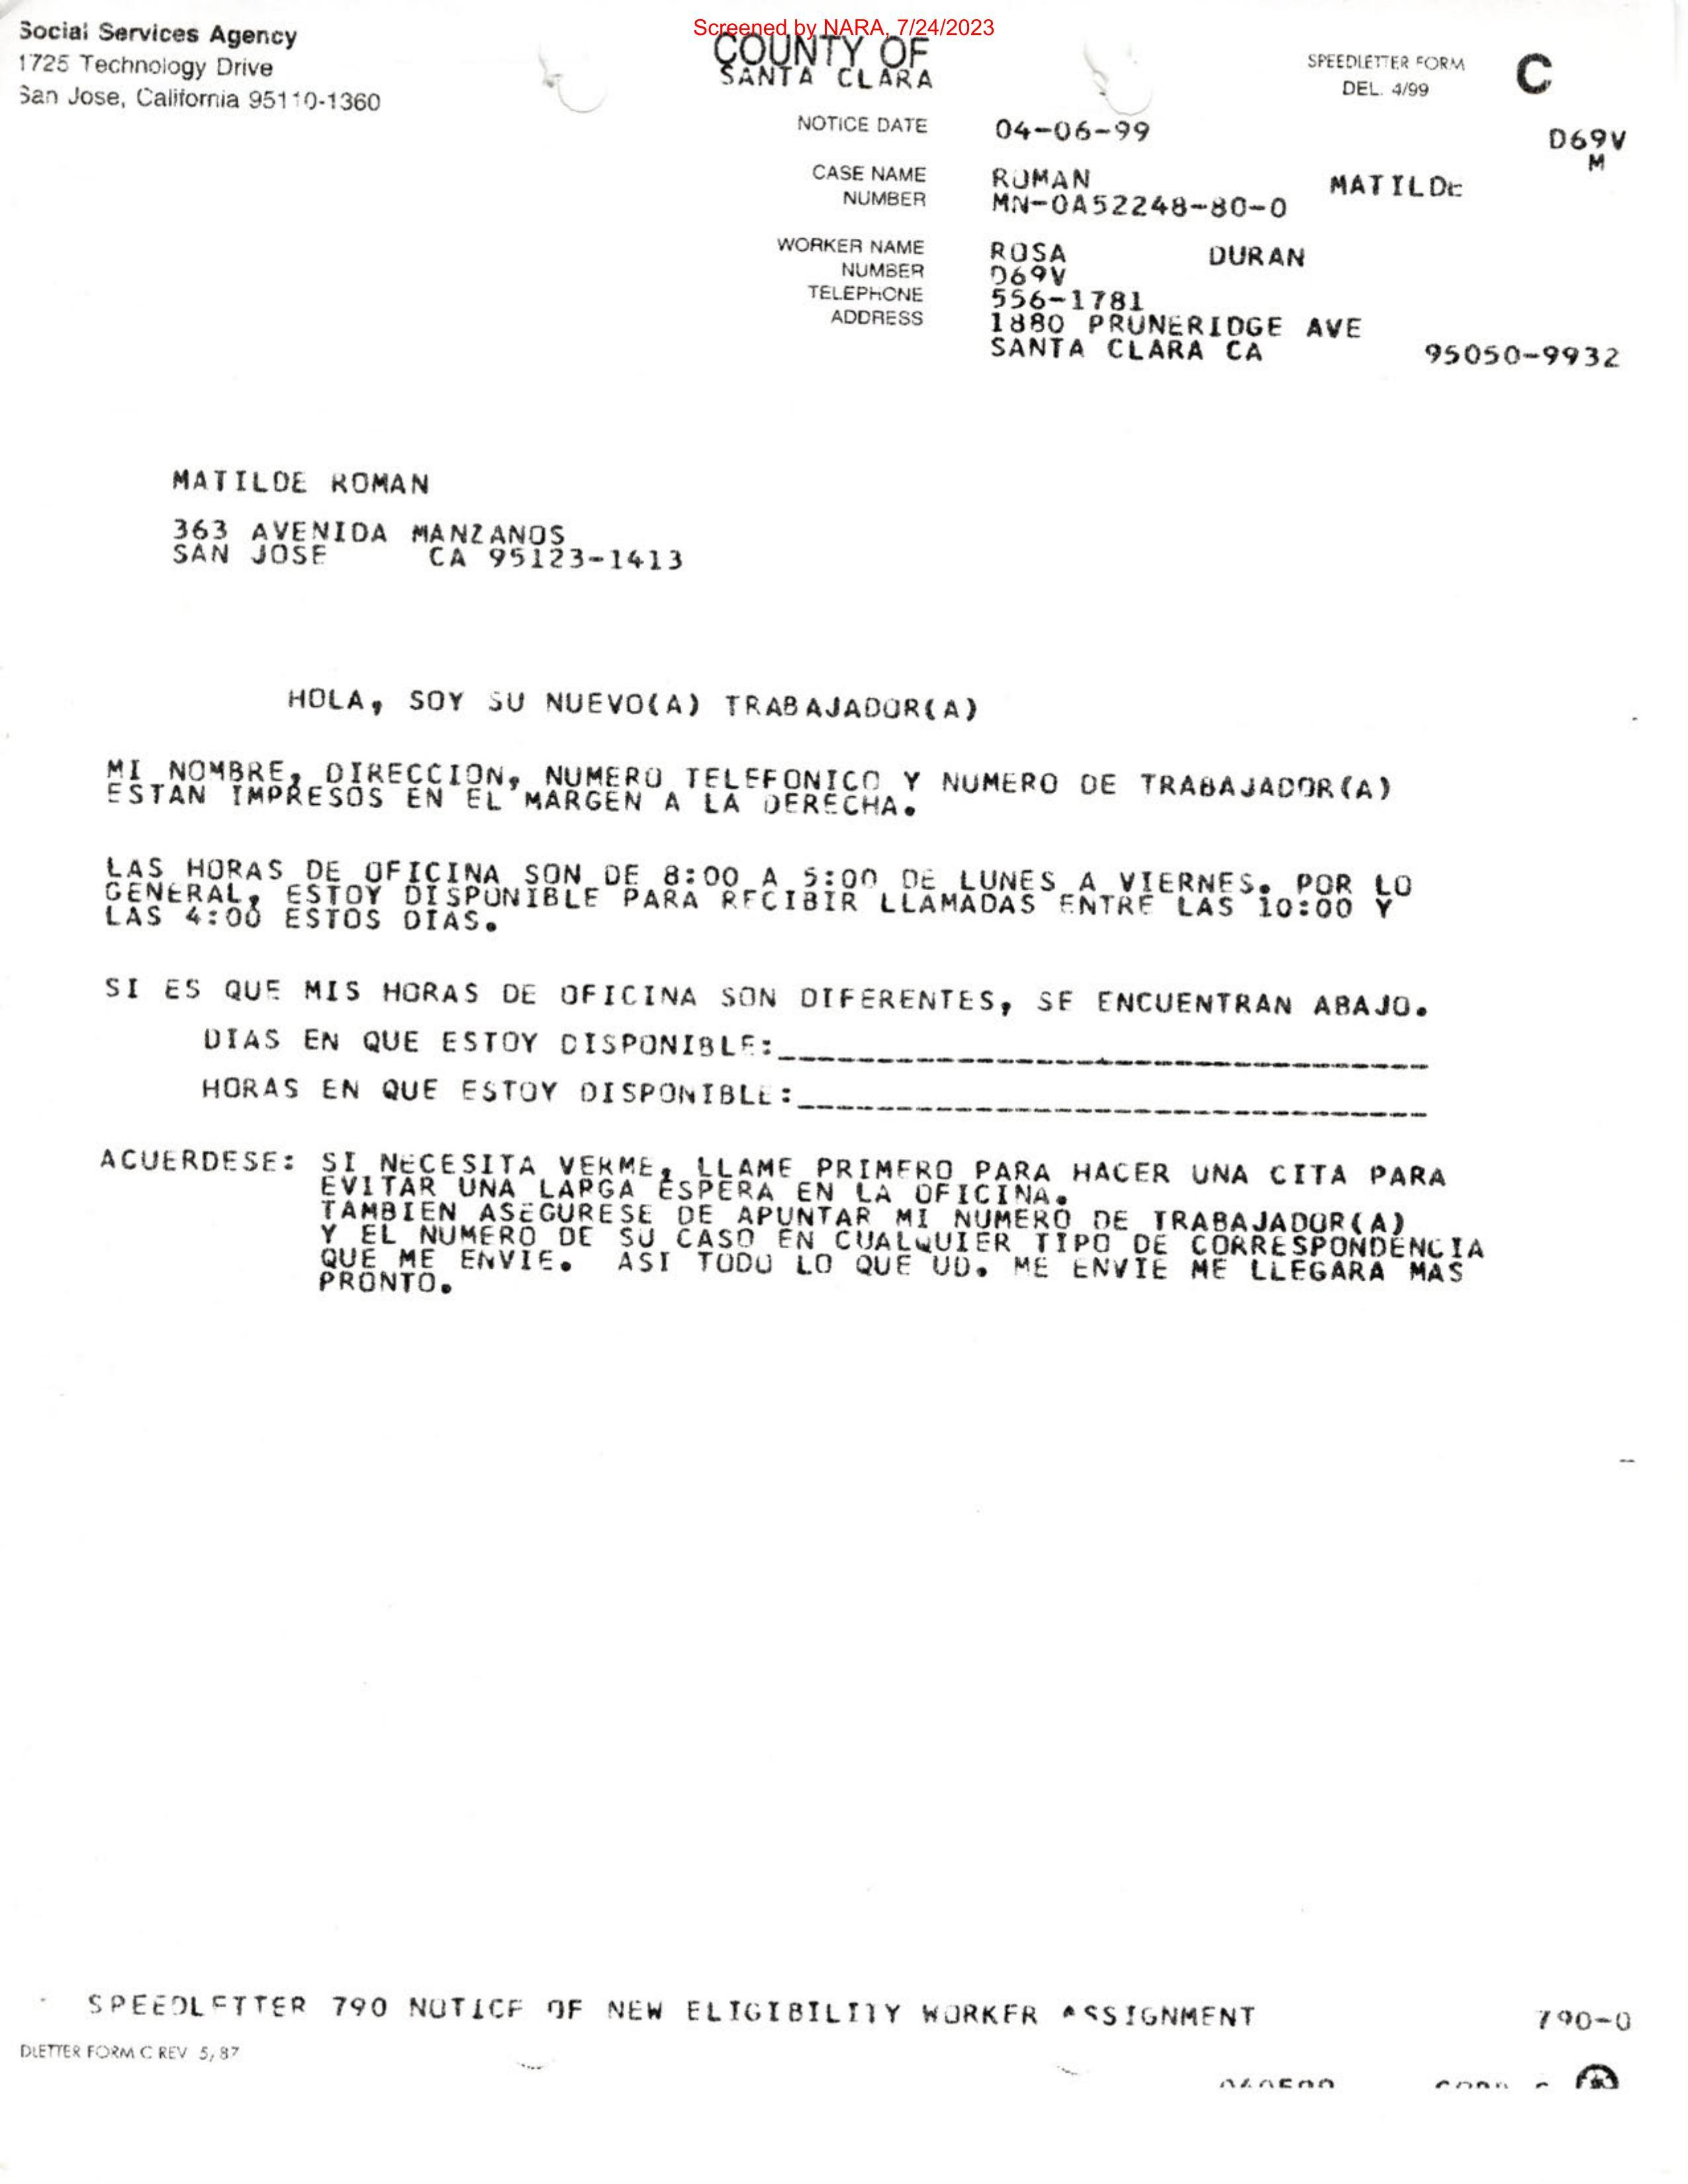 Screened by NARA, 7/24/2023
Social Services Agency
1725 Technology Drive
San Jose, California 95110-1360
COUNTY OF
SANTA CLARA
SPEEDLETTER FORM
DEL. 4/99
C
NOTICE DATE 04-06-99
D69V
M
CASE NAME ROMAN MATILDE
NUMBER MN-0A52248-80-0
WORKER NAME ROSA DURAN
NUMBER D69V
TELEPHONE 556-1781
ADDRESS 1880 PRUNERIDGE AVE
SANTA CLARA CA 95050-9932
MATILDE ROMAN
363 AVENIDA MANZANOS
SAN JOSE CA 95123-1413
HOLA, SOY SU NUEVO(A) TRABAJADOR(A)
MI NOMBRE, DIRECCION, NUMERO TELEFONICO Y NUMERO DE TRABAJADOR(A)
ESTAN IMPRESOS EN EL MARGEN A LA DERECHA.
LAS HORAS DE OFICINA SON DE 8:00 A 5:00 DE LUNES A VIERNES. POR LO
GENERAL, ESTOY DISPONIBLE PARA RECIBIR LLAMADAS ENTRE LAS 10:00 Y
LAS 4:00 ESTOS DIAS.
SI ES QUE MIS HORAS DE OFICINA SON DIFERENTES, SE ENCUENTRAN ABAJO.
DIAS EN QUE ESTOY DISPONIBLE:
HORAS EN QUE ESTOY DISPONIBLE:
ACUERDESE: SI NECESITA VERME, LLAME PRIMERO PARA HACER UNA CITA PARA
EVITAR UNA LARGA ESPERA EN LA OFICINA.
TAMBIEN ASEGURESE DE APUNTAR MI NUMERO DE TRABAJADOR(A)
Y EL NUMERO DE SU CASO EN CUALQUIER TIPO DE CORRESPONDENCIA
QUE ME ENVIE. ASI TODO LO QUE UD. ME ENVIE ME LLEGARA MAS
PRONTO.
SPEEDLETTER 790 NOTICE OF NEW ELIGIBILITY WORKER ASSIGNMENT 790-0
DLETTER FORM C REV 5/87